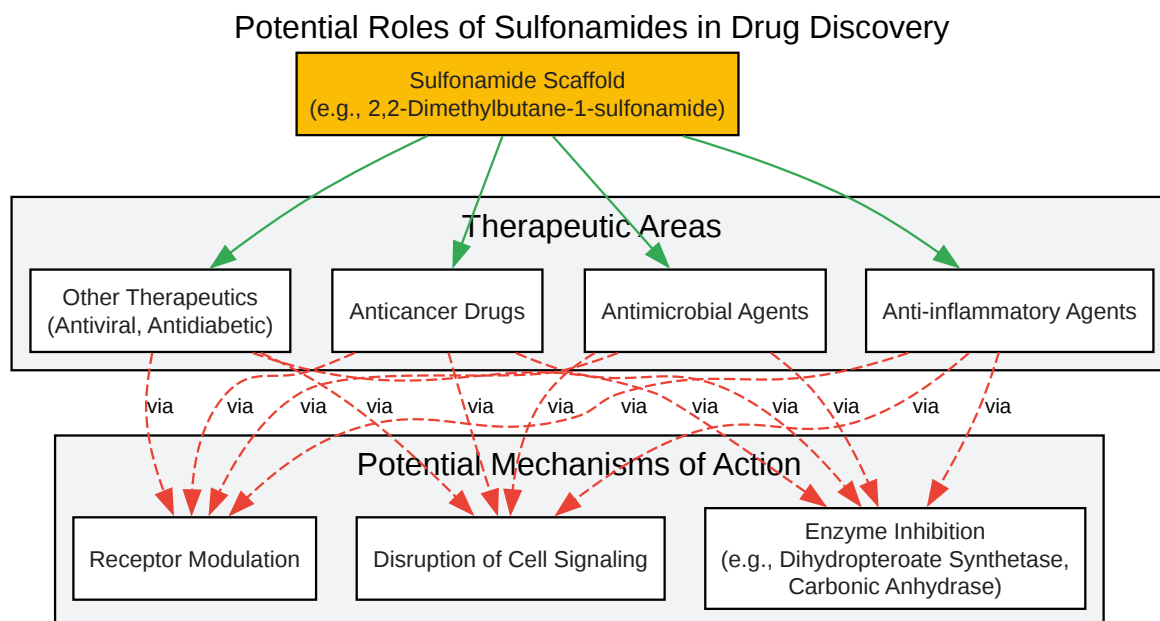 Potential Roles of Sulfonamides in Drug Discovery
Sulfonamide Scaffold
(e.g., 2,2-Dimethylbutane-1-sulfonamide)
Therapeutic Areas
Other Therapeutics
(Antiviral, Antidiabetic)
Anticancer Drugs
Antimicrobial Agents
Anti-inflammatory Agents
via via via via via via via via via via
Potential Mechanisms of Action
Receptor Modulation
Disruption of Cell Signaling
Enzyme Inhibition
(e.g., Dihydropteroate Synthetase,
Carbonic Anhydrase)